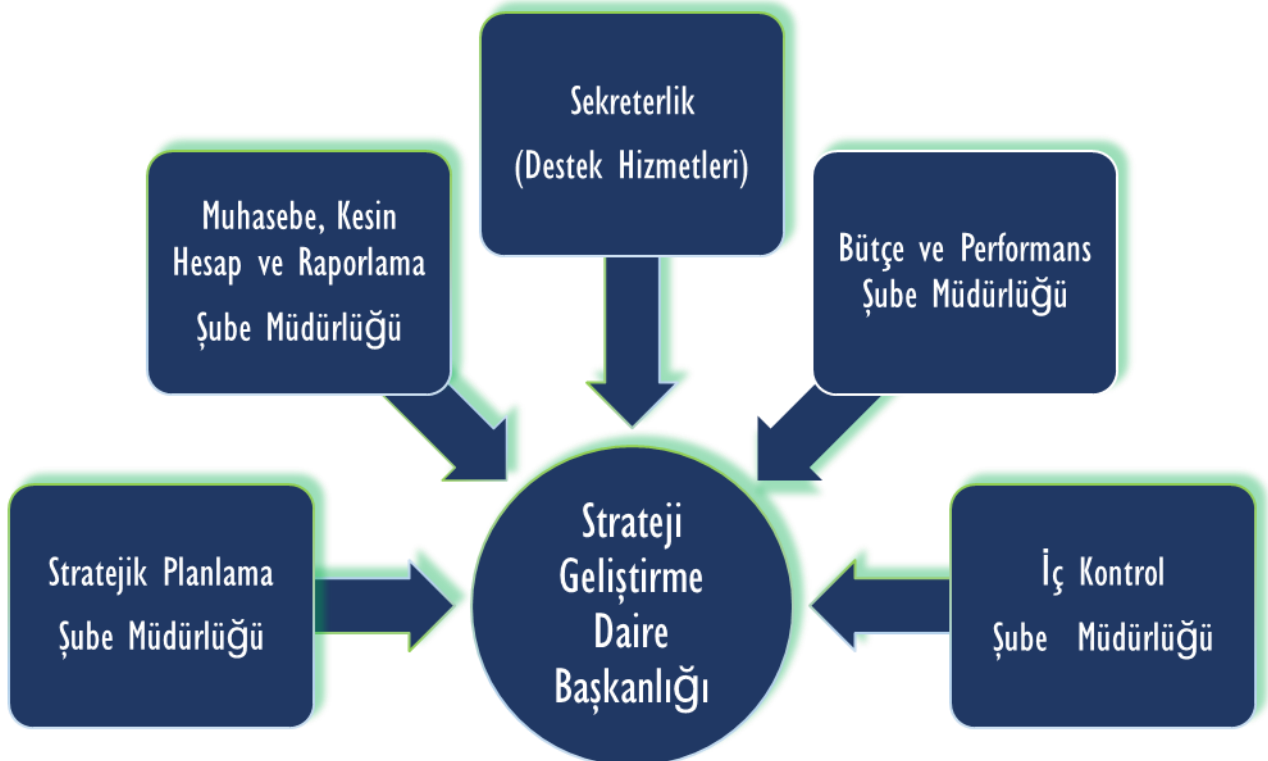 Sekreterlik
(Destek Hizmetleri)
Muhasebe, Kesin
Hesap ve Raporlama
Şube Müdürlüğü
Bütçe ve Performans
Şube Müdürlüğü
Stratejik Planlama
Şube Müdürlüğü
Strateji
Geliştirme
Daire
Başkanlığı
İç Kontrol
Şube Müdürlüğü